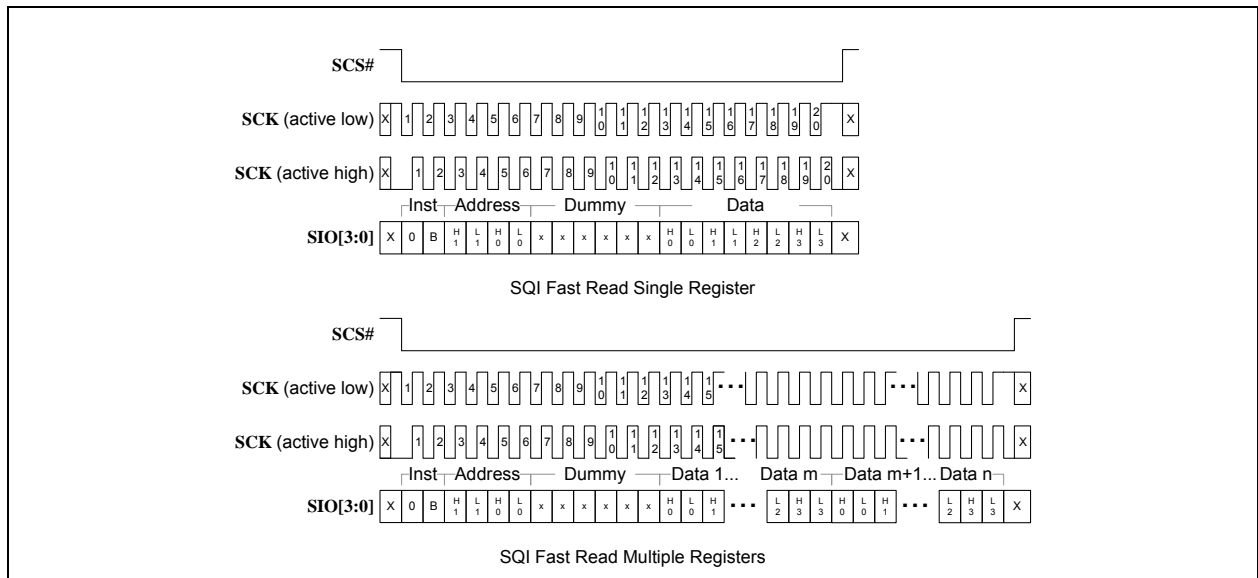 SCS#
SCK (active low) X 1 2 3 4 5 6 7 8 9 10 11 12 13 14 15 16 17 18 19 20 X
SCK (active high) X 1 2 3 4 5 6 7 8 9 10 11 12 13 14 15 16 17 18 19 20 X
Inst Address Dummy Data
SIO[3:0] X 0 B H1 L1 H0 L0 x x x x x x H0 L0 H1 L1 H2 L2 H3 L3 X
SQI Fast Read Single Register
SCS#
SCK (active low) X 1 2 3 4 5 6 7 8 9 10 11 12 13 14 15 ... ... X
SCK (active high) X 1 2 3 4 5 6 7 8 9 10 11 12 13 14 15 ... ... X
Inst Address Dummy Data 1... Data m Data m+1... Data n
SIO[3:0] X 0 B H1 L1 H0 L0 x x x x x x H0 L0 H1 ... L2 H3 L3 H0 L0 H1 ... L2 H3 L3 X
SQI Fast Read Multiple Registers